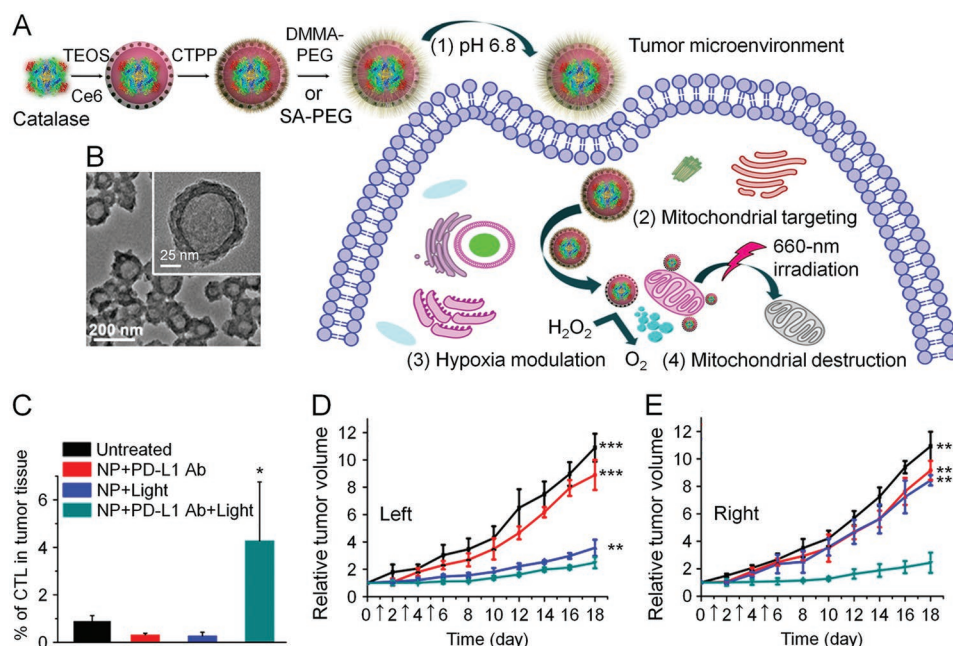 A
TEOS
Ce6
Catalase
CTPP
DMMA-
PEG
or
SA-PEG
(1) pH 6.8
Tumor microenvironment
B
25 nm
200 nm
(2) Mitochondrial targeting
660-nm
irradiation
H2O2
O2
(3) Hypoxia modulation
(4) Mitochondrial destruction
C
Untreated
NP+PD-L1 Ab
NP+Light
NP+PD-L1 Ab+Light
*
% of CTL in tumor tissue
6
4
2
0
D
Relative tumor volume
12
10
8
6
4
2
0
Left
***
***
**
0 ↑ 2 ↑ 4 ↑ 6 8 10 12 14 16 18
Time (day)
E
Relative tumor volume
12
10
8
6
4
2
0
Right
**
**
**
0 ↑ 2 ↑ 4 ↑ 6 8 10 12 14 16 18
Time (day)